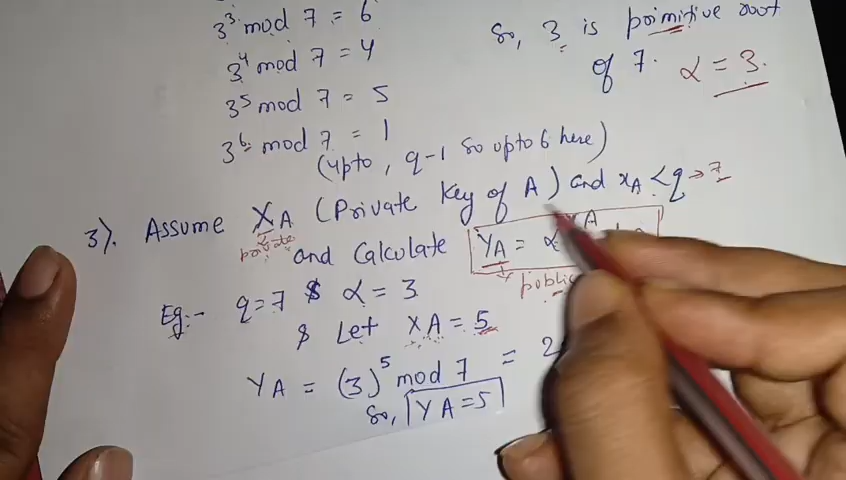 3³ mod 7 = 6
3⁴ mod 7 = 4
3⁵ mod 7 = 5
3⁶ mod 7 = 1
(upto, q-1 so upto 6 here)
So, 3 is primitive root
of 7. α = 3.
3). Assume XA (Private key of A) and xA < q → 7
private
and calculate YA = α
public
Eg:- q=7 $ α = 3
$ Let XA = 5
YA = (3)⁵ mod 7 = 2
So, YA = 5